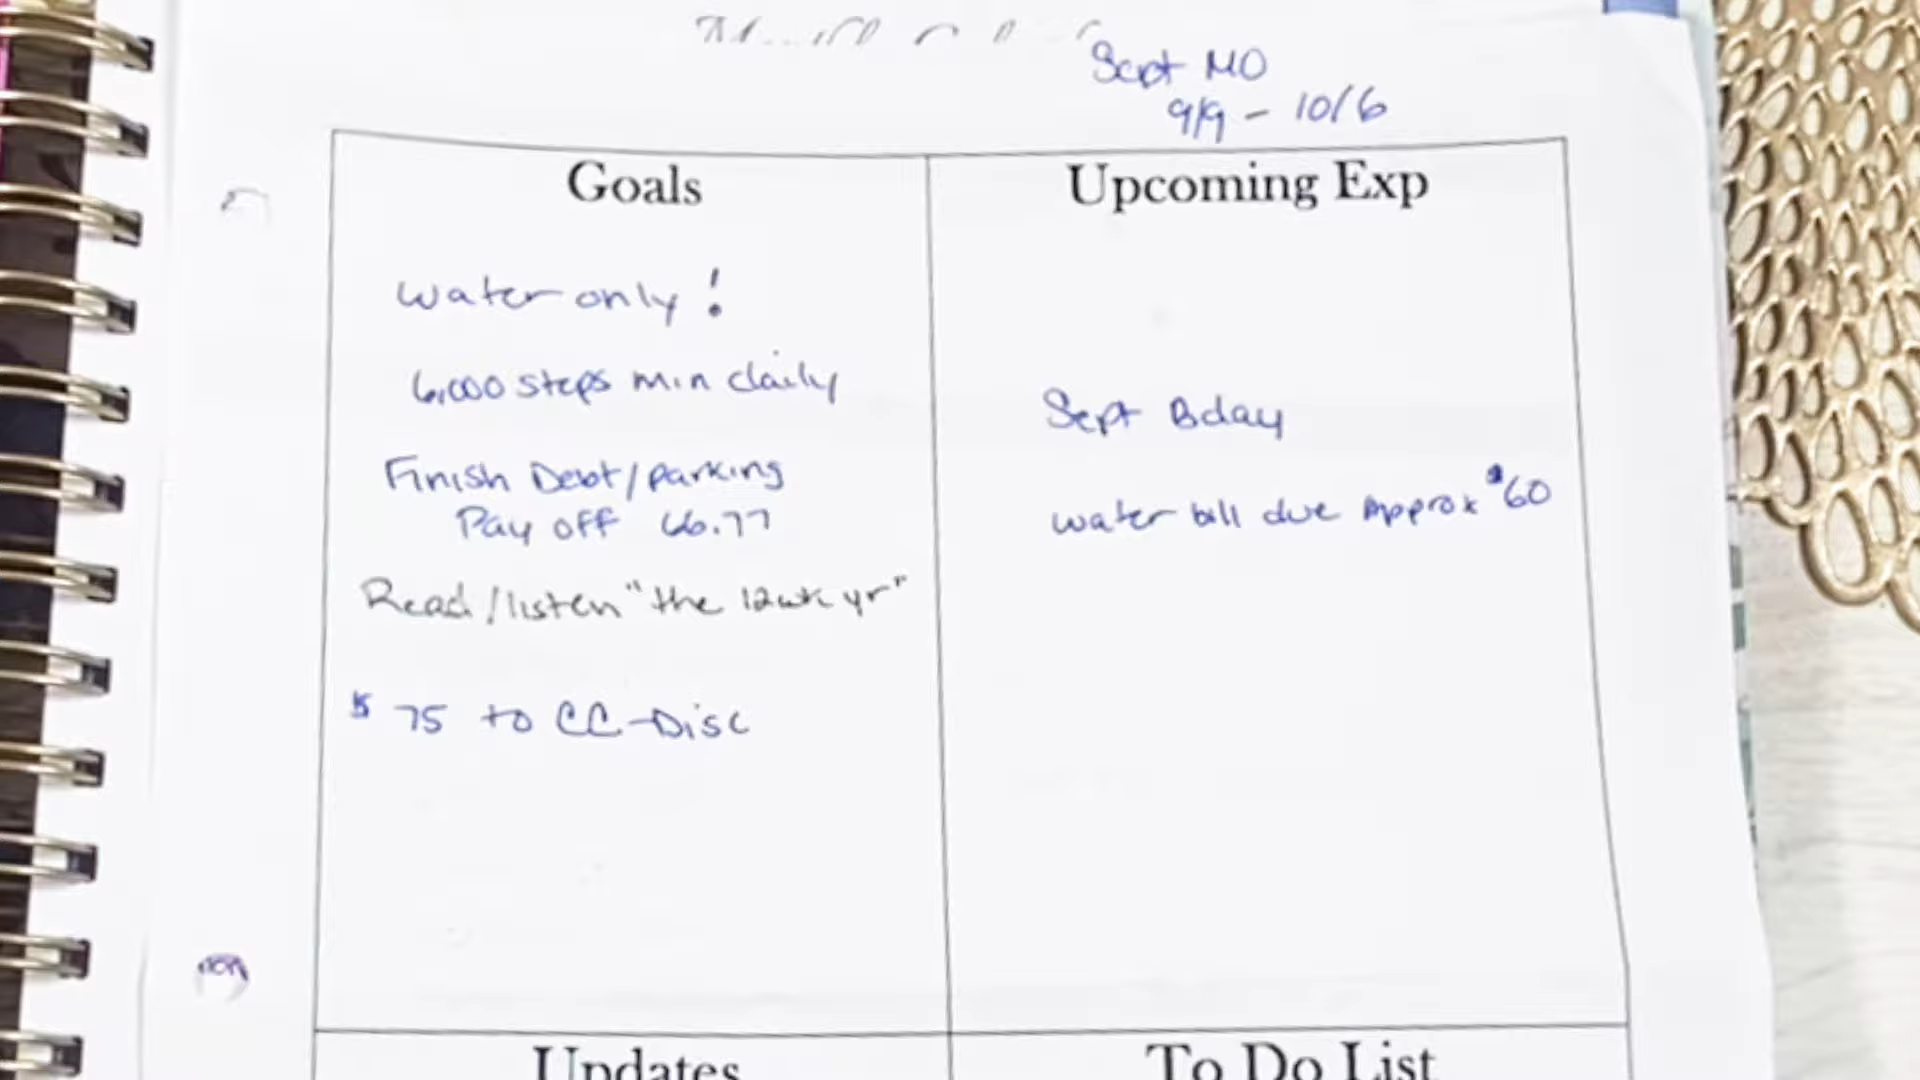 Sept MO
9/9 - 10/6
Goals
water only!
6,000 steps min daily
Finish Debt/parking
Pay off 66.77
Read/listen "the 12wk yr"
$75 to CC-Disc
Upcoming Exp
Sept Bday
water bill due Approx $60
Updates
To Do List